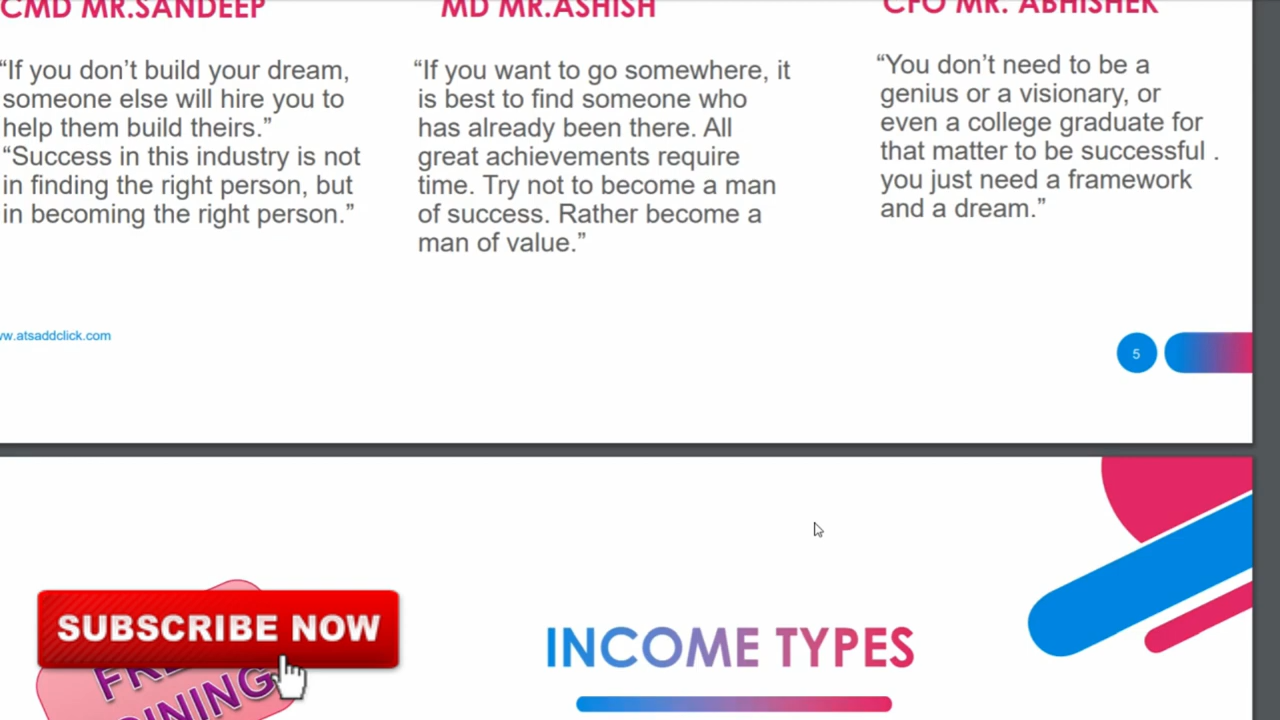 CMD MR.SANDEEP
MD MR.ASHISH
CFO MR. ABHISHEK
“If you don’t build your dream,
someone else will hire you to
help them build theirs.”
“Success in this industry is not
in finding the right person, but
in becoming the right person.”
“If you want to go somewhere, it
is best to find someone who
has already been there. All
great achievements require
time. Try not to become a man
of success. Rather become a
man of value.”
“You don’t need to be a
genius or a visionary, or
even a college graduate for
that matter to be successful .
you just need a framework
and a dream.”
w.atsaddclick.com
5
SUBSCRIBE NOW
INCOME TYPES